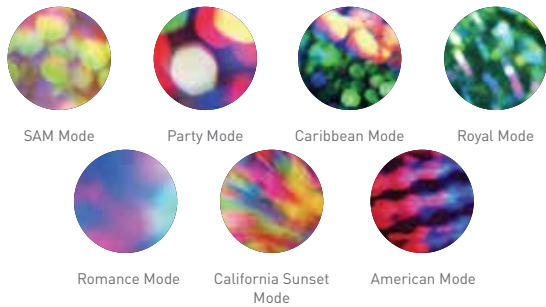 SAM Mode
Party Mode
Caribbean Mode
Royal Mode
Romance Mode
California Sunset
Mode
American Mode